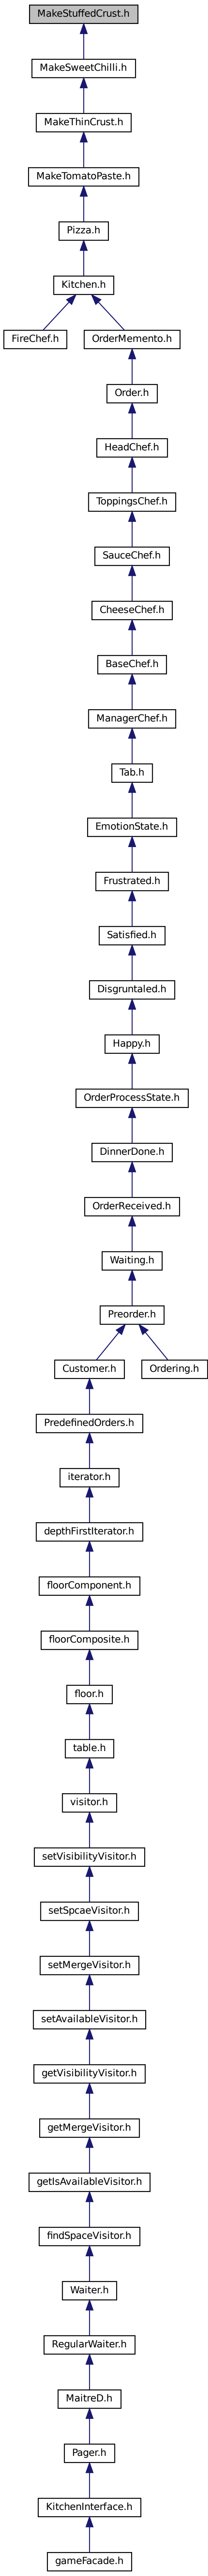 MakeStuffedCrust.h
MakeSweetChilli.h
MakeThinCrust.h
MakeTomatoPaste.h
Pizza.h
Kitchen.h
FireChef.h
OrderMemento.h
Order.h
HeadChef.h
ToppingsChef.h
SauceChef.h
CheeseChef.h
BaseChef.h
ManagerChef.h
Tab.h
EmotionState.h
Frustrated.h
Satisfied.h
Disgruntaled.h
Happy.h
OrderProcessState.h
DinnerDone.h
OrderReceived.h
Waiting.h
Preorder.h
Customer.h
Ordering.h
PredefinedOrders.h
iterator.h
depthFirstIterator.h
floorComponent.h
floorComposite.h
floor.h
table.h
visitor.h
setVisibilityVisitor.h
setSpcaeVisitor.h
setMergeVisitor.h
setAvailableVisitor.h
getVisibilityVisitor.h
getMergeVisitor.h
getIsAvailableVisitor.h
findSpaceVisitor.h
Waiter.h
RegularWaiter.h
MaitreD.h
Pager.h
KitchenInterface.h
gameFacade.h